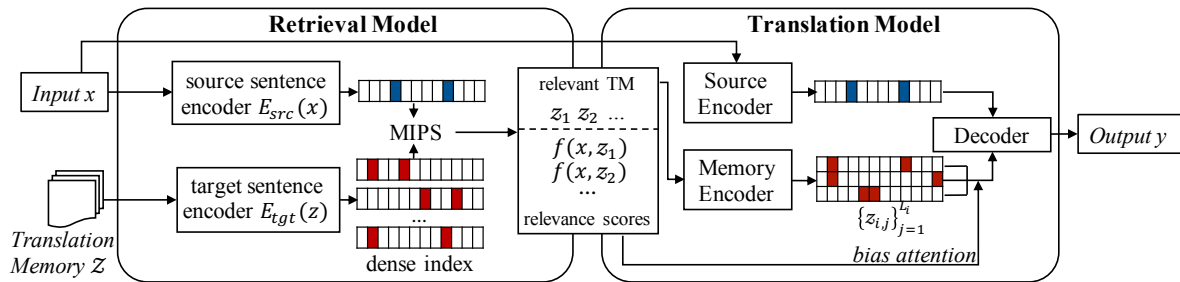 Retrieval Model
Translation Model
Input x
source sentence
encoder E_src(x)
MIPS
Translation
Memory Z
target sentence
encoder E_tgt(z)
...
dense index
relevant TM
z_1 z_2 ...
f(x, z_1)
f(x, z_2)
...
relevance scores
Source
Encoder
Memory
Encoder
{z_{i,j}}_{j=1}^{L_i}
bias attention
Decoder
Output y